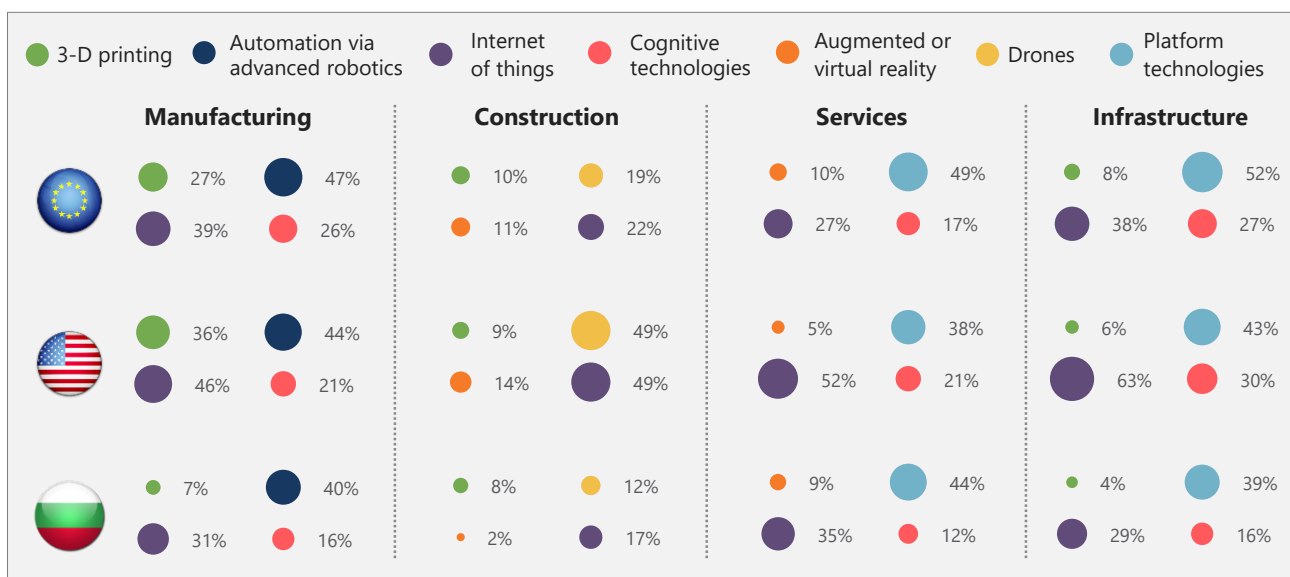 3-D printing
Automation via
advanced robotics
Internet
of things
Cognitive
technologies
Augmented or
virtual reality
Drones
Platform
technologies
Manufacturing Construction Services Infrastructure
27% 47% 10% 19% 10% 49% 8% 52%
39% 26% 11% 22% 27% 17% 38% 27%
36% 44% 9% 49% 5% 38% 6% 43%
46% 21% 14% 49% 52% 21% 63% 30%
7% 40% 8% 12% 9% 44% 4% 39%
31% 16% 2% 17% 35% 12% 29% 16%